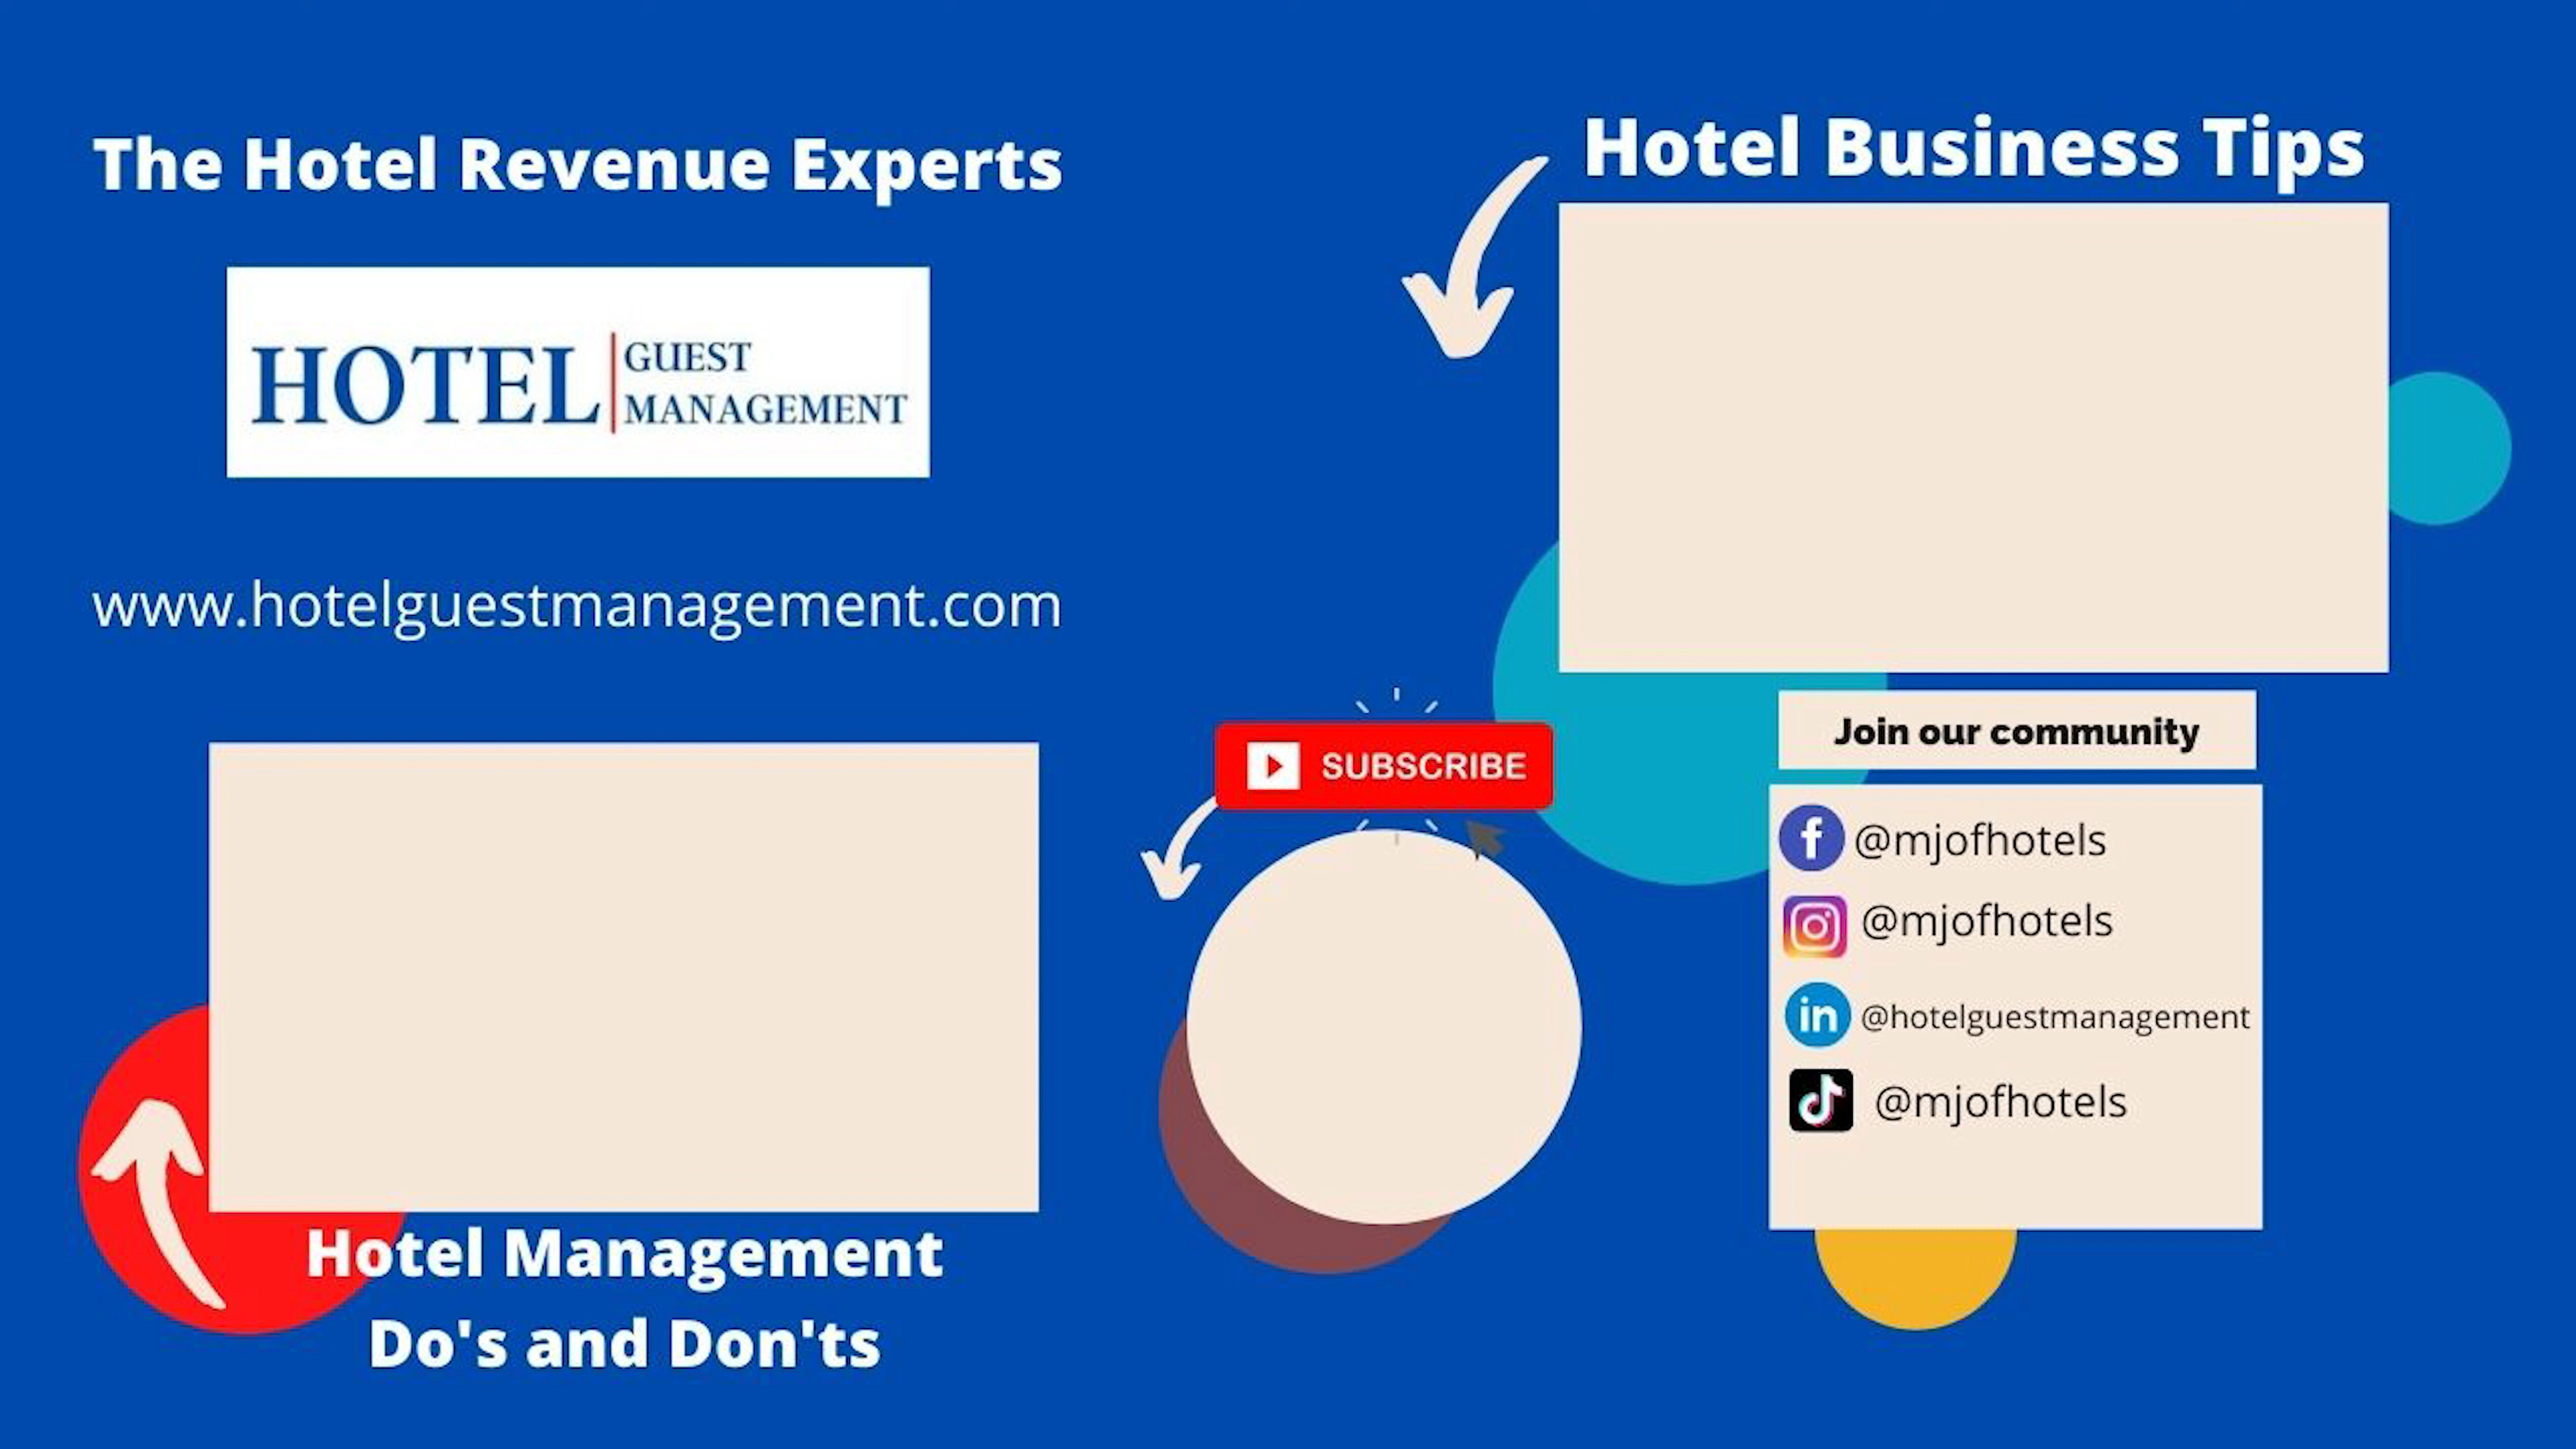 The Hotel Revenue Experts
HOTEL
GUEST
MANAGEMENT
www.hotelguestmanagement.com
Hotel Management
Do's and Don'ts
SUBSCRIBE
Hotel Business Tips
Join our community
f @mjofhotels
@mjofhotels
in @hotelguestmanagement
@mjofhotels